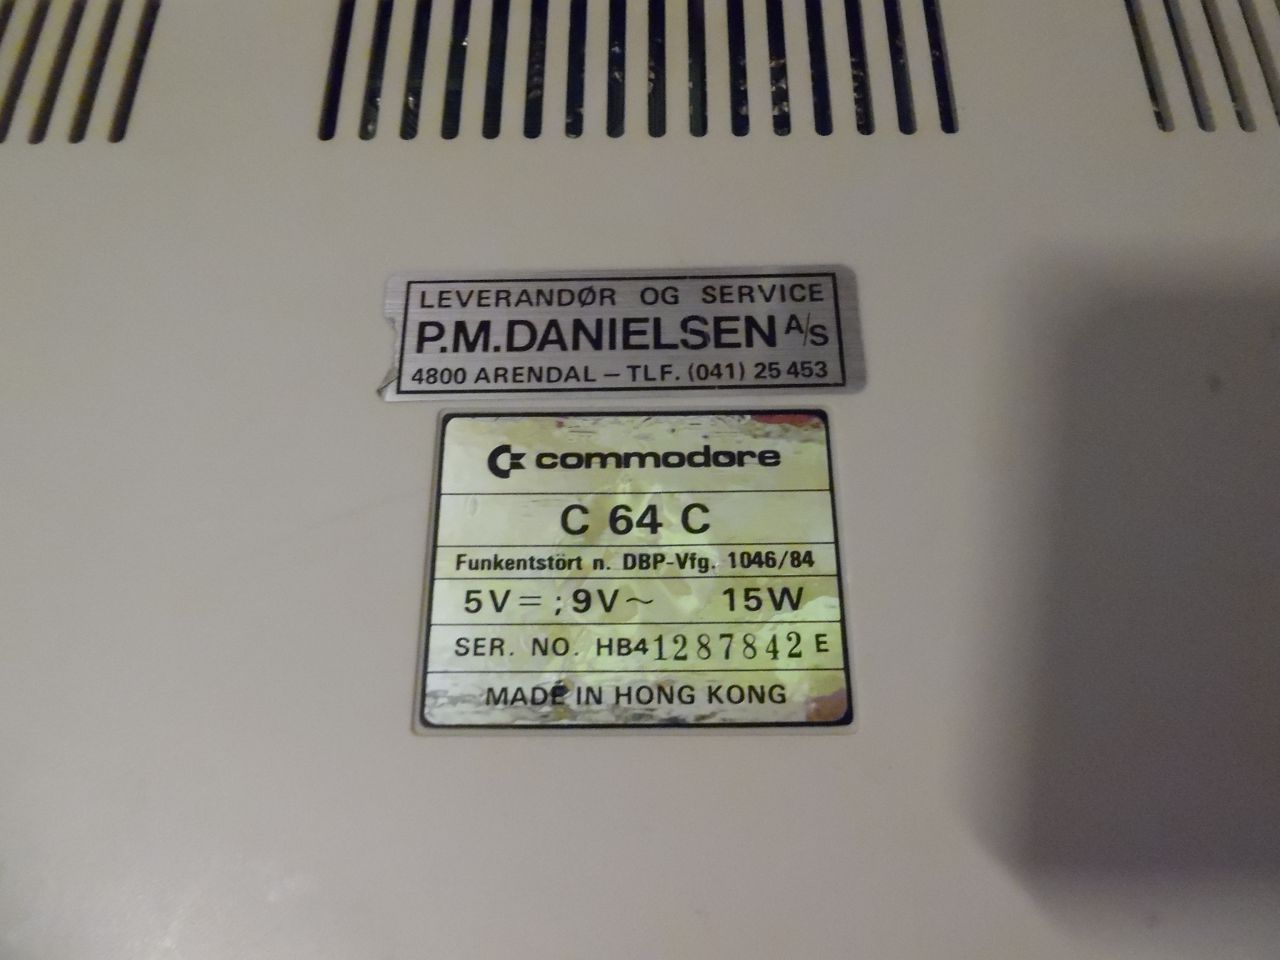 LEVERANDØR OG SERVICE
P.M.DANIELSEN A/S
4800 ARENDAL – TLF. (041) 25 453
commodore
C 64 C
Funkentstört n. DBP-Vfg. 1046/84
5V = ; 9V ~ 15W
SER. NO. HB41287842 E
MADE IN HONG KONG